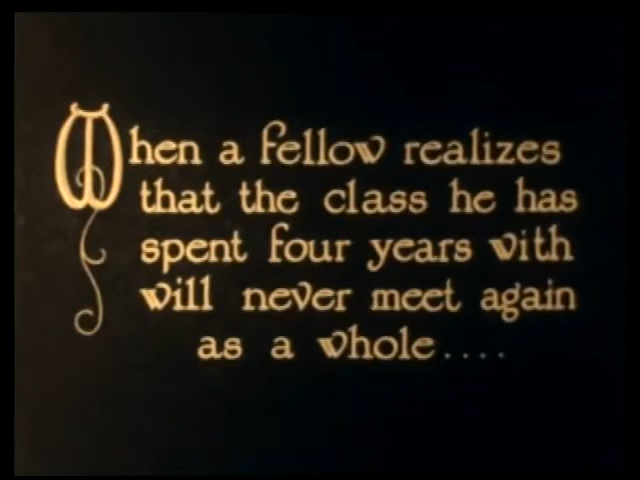 When a fellow realizes
that the class he has
spent four years with
will never meet again
as a whole....